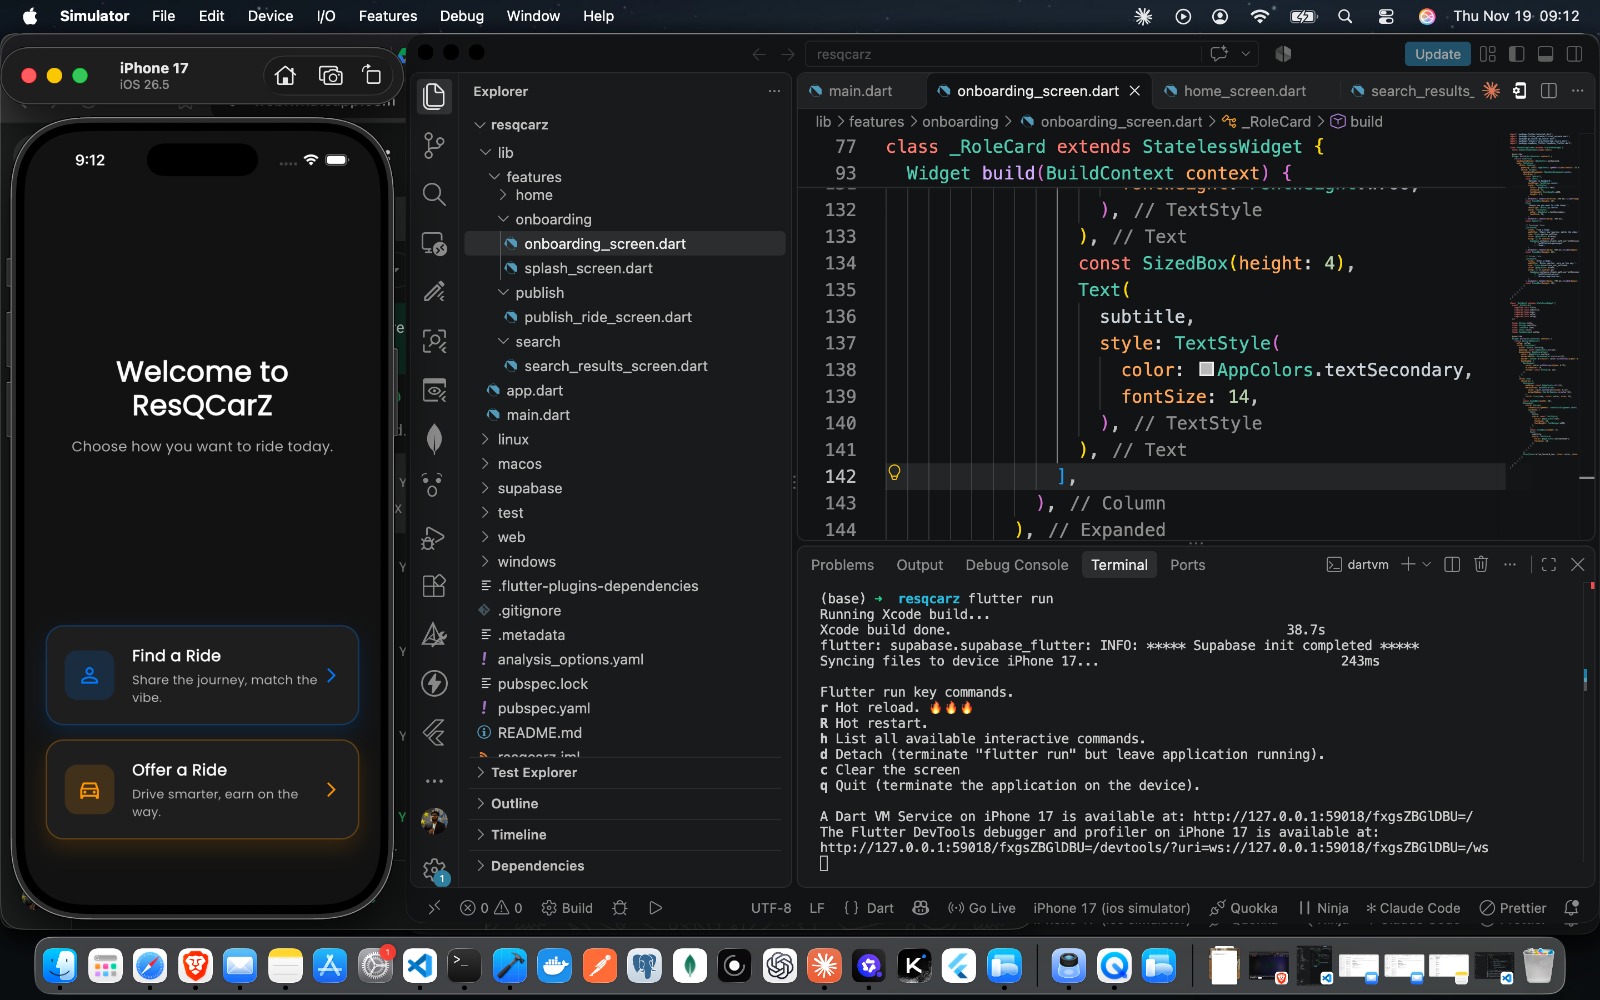 Simulator File Edit Device I/O Features Debug Window Help
Thu Nov 19 09:12
iPhone 17
iOS 26.5
9:12
Welcome to
ResQCarZ
Choose how you want to ride today.
Find a Ride
Share the journey, match the
vibe.
Offer a Ride
Drive smarter, earn on the
way.
resqcarz
Update
Explorer
resqcarz
lib
features
home
onboarding
onboarding_screen.dart
splash_screen.dart
publish
publish_ride_screen.dart
search
search_results_screen.dart
app.dart
main.dart
linux
macos
supabase
test
web
windows
.flutter-plugins-dependencies
.gitignore
.metadata
analysis_options.yaml
pubspec.lock
pubspec.yaml
README.md
Test Explorer
Outline
Timeline
Dependencies
1
main.dart onboarding_screen.dart home_screen.dart search_results_
lib > features > onboarding > onboarding_screen.dart > _RoleCard > build
77 class _RoleCard extends StatelessWidget {
93 Widget build(BuildContext context) {
132 ), // TextStyle
133 ), // Text
134 const SizedBox(height: 4),
135 Text(
136 subtitle,
137 style: TextStyle(
138 color: AppColors.textSecondary,
139 fontSize: 14,
140 ), // TextStyle
141 ), // Text
142 ],
143 ), // Column
144 ), // Expanded
Problems Output Debug Console Terminal Ports
dartvm
(base) → resqcarz flutter run
Running Xcode build...
Xcode build done. 38.7s
flutter: supabase.supabase_flutter: INFO: ***** Supabase init completed *****
Syncing files to device iPhone 17... 243ms
Flutter run key commands.
r Hot reload. 🔥🔥🔥
R Hot restart.
h List all available interactive commands.
d Detach (terminate "flutter run" but leave application running).
c Clear the screen
q Quit (terminate the application on the device).
A Dart VM Service on iPhone 17 is available at: http://127.0.0.1:59018/fxgsZBGlDBU=/
The Flutter DevTools debugger and profiler on iPhone 17 is available at:
http://127.0.0.1:59018/fxgsZBGlDBU=/devtools/?uri=ws://127.0.0.1:59018/fxgsZBGlDBU=/ws
0 0 Build UTF-8 LF { } Dart Go Live iPhone 17 (ios simulator) Quokka Ninja Claude Code Prettier
1